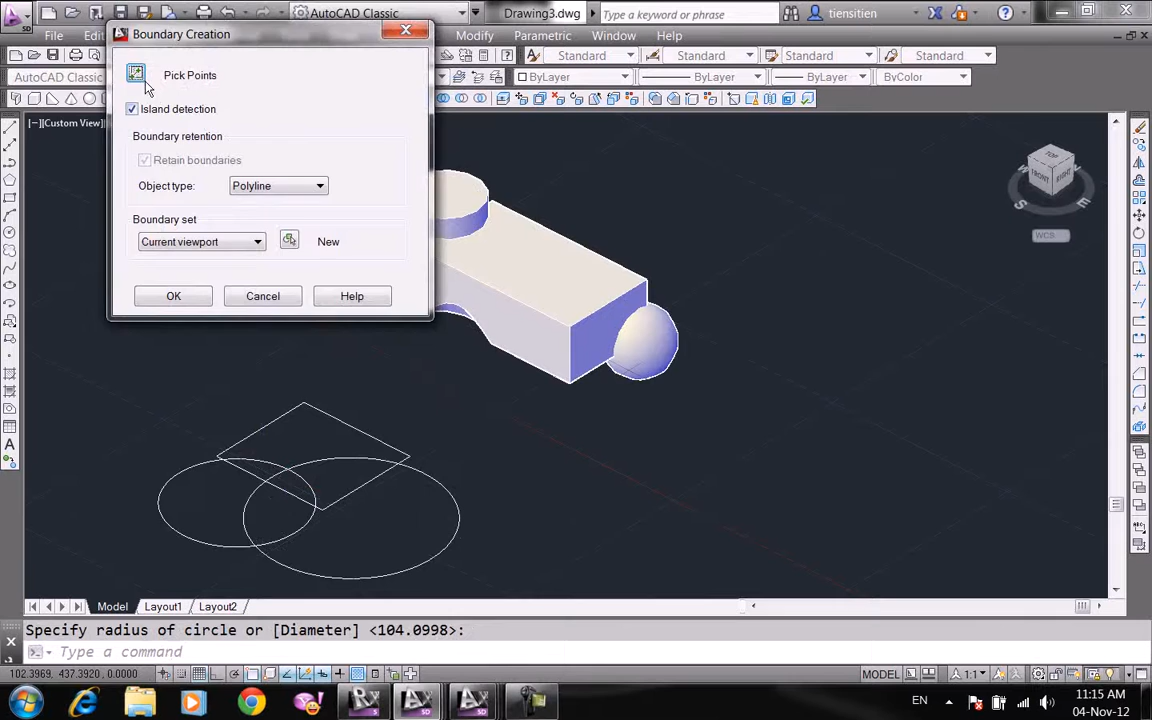 AutoCAD Classic
Drawing3.dwg
Type a keyword or phrase
tiensitien
SD
File
Modify
Parametric
Window
Help
Standard
Standard
Standard
Standard
AutoCAD Classic
ByLayer
ByLayer
ByLayer
ByColor
[−][Custom View]
Boundary Creation
Pick Points
Island detection
Boundary retention
Retain boundaries
Object type:
Polyline
Boundary set
Current viewport
New
OK
Cancel
Help
TOP
FRONT
RIGHT
S
E
WCS
A
Model
Layout1
Layout2
Specify radius of circle or [Diameter] <104.0998>:
Type a command
102.3969, 437.3920, 0.0000
MODEL
1:1
EN
11:15 AM
04-Nov-12